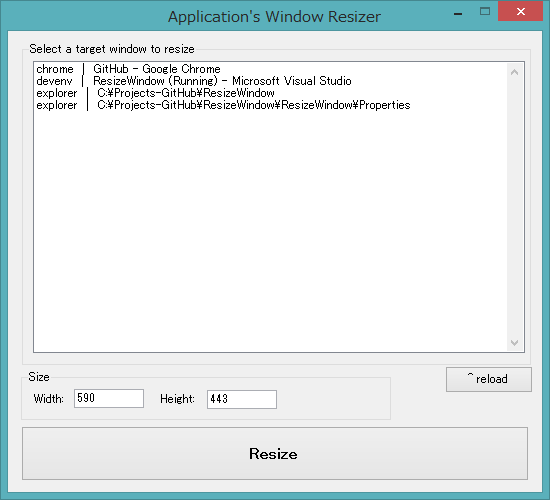 Application's Window Resizer
Select a target window to resize
chrome | GitHub - Google Chrome
devenv | ResizeWindow (Running) - Microsoft Visual Studio
explorer | C:¥Projects-GitHub¥ResizeWindow
explorer | C:¥Projects-GitHub¥ResizeWindow¥ResizeWindow¥Properties
^ reload
Size
Width: 590 Height: 443
Resize